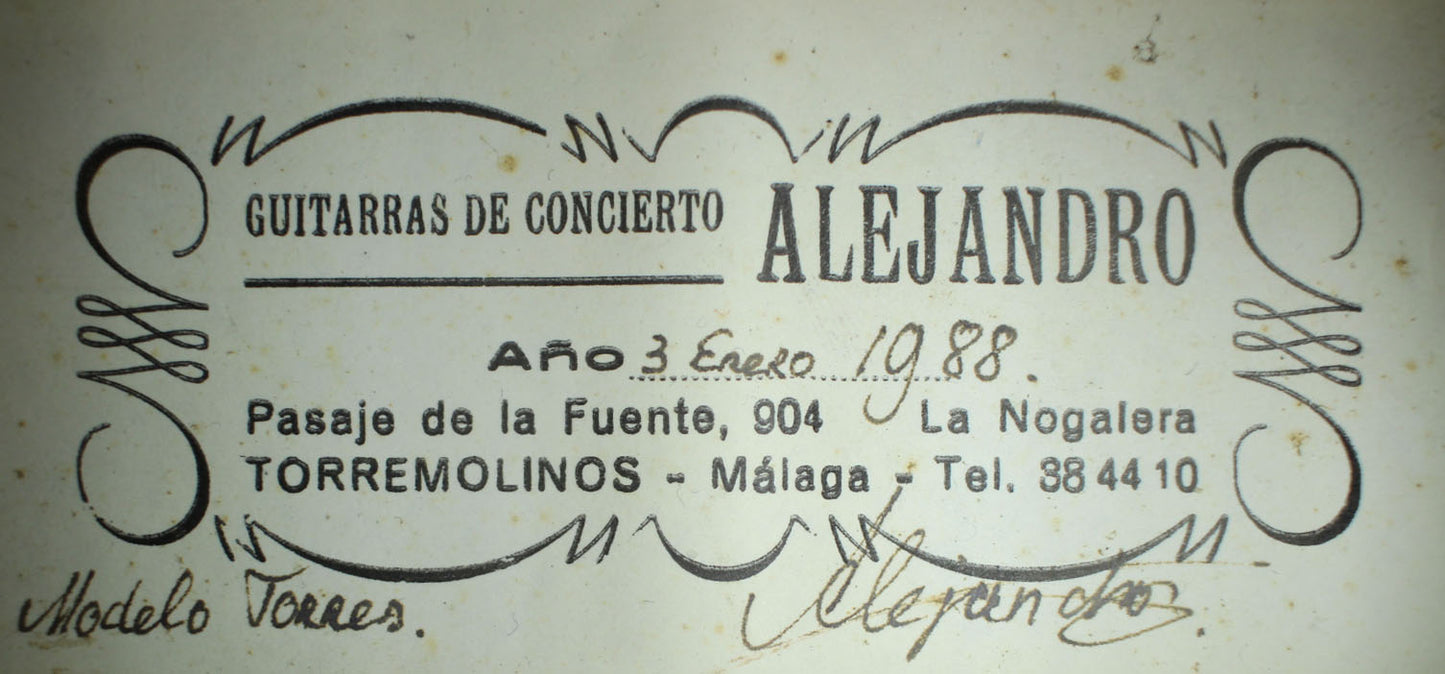 GUITARRAS DE CONCIERTO ALEJANDRO
Año 3 Enero 1988.
Pasaje de la Fuente, 904 La Nogalera
TORREMOLINOS - Málaga - Tel. 38 44 10
Modelo Torres. Alejandro.